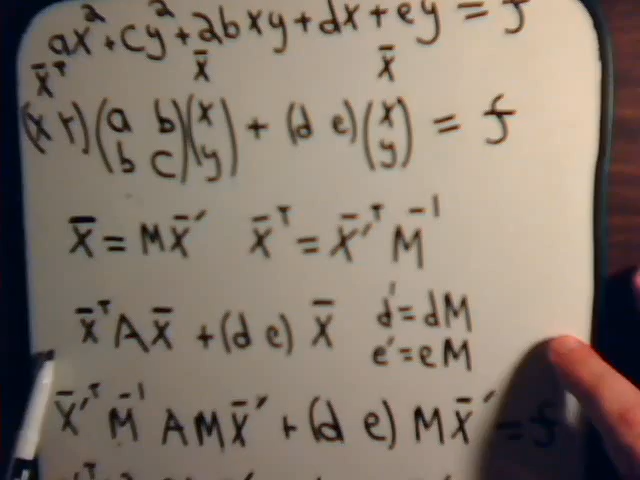 ax² + cy² + 2bxy + dx + ey = f
x̄ᵀ x̄ x̄
(x y) (a b) (x) + (d e) (x) = f
(b c) (y) (y)
x̄ = Mx̄′ x̄ᵀ = x̄′ᵀ M⁻¹
x̄ᵀAx̄ + (d e) x̄ d′ = dM
e′ = eM
x̄′ᵀ M⁻¹ AMx̄′ + (d e) Mx̄′ = f